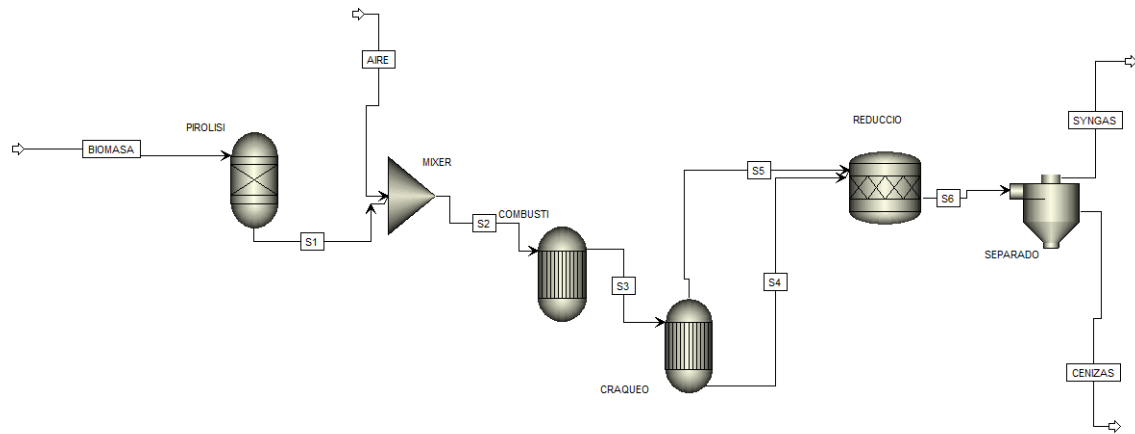 AIRE
SYNGAS
REDUCCIO
PIROLISI
BIOMASA
MIXER
S5
S6
S2
COMBUSTI
S1
SEPARADO
S3
S4
CENIZAS
CRAQUEO